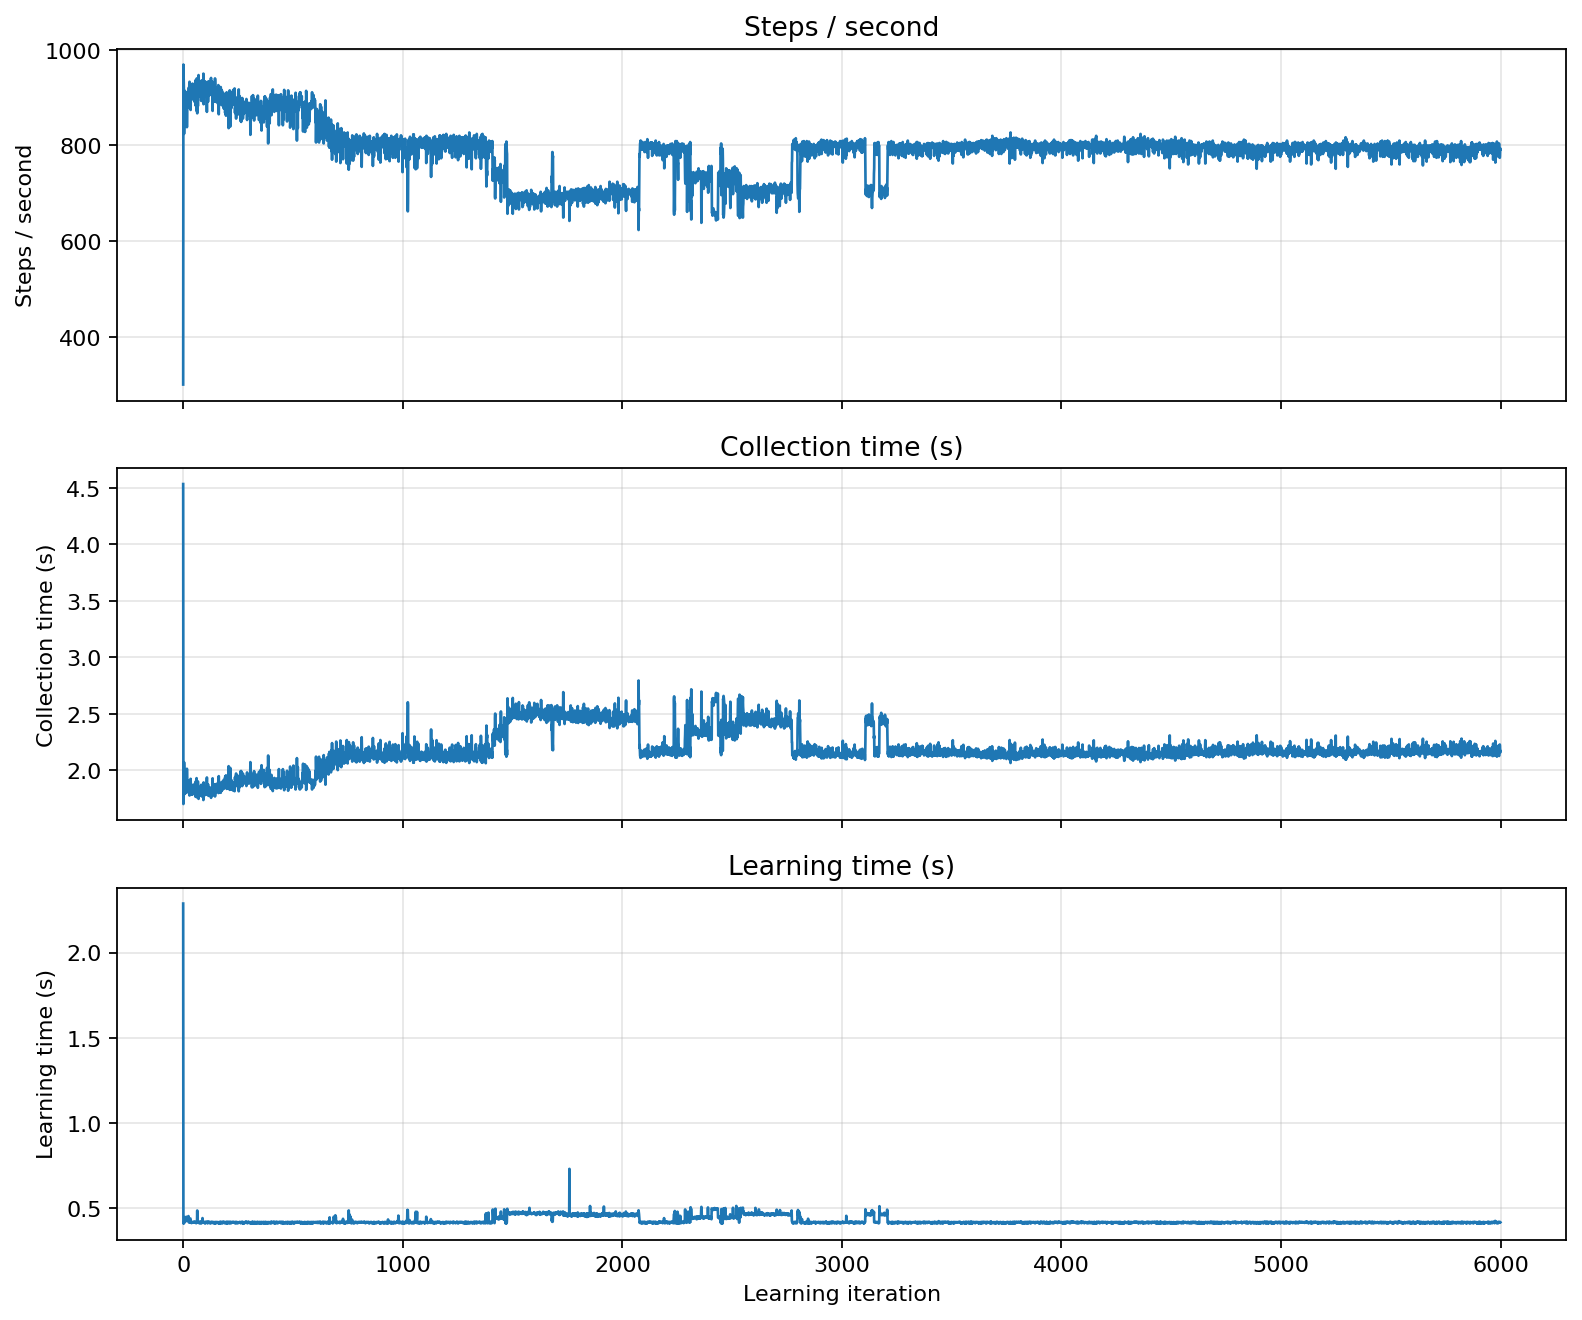 Steps / second
1000
800
600
400
Steps / second
Collection time (s)
4.5
4.0
3.5
3.0
2.5
2.0
Collection time (s)
Learning time (s)
2.0
1.5
1.0
0.5
Learning time (s)
0 1000 2000 3000 4000 5000 6000
Learning iteration